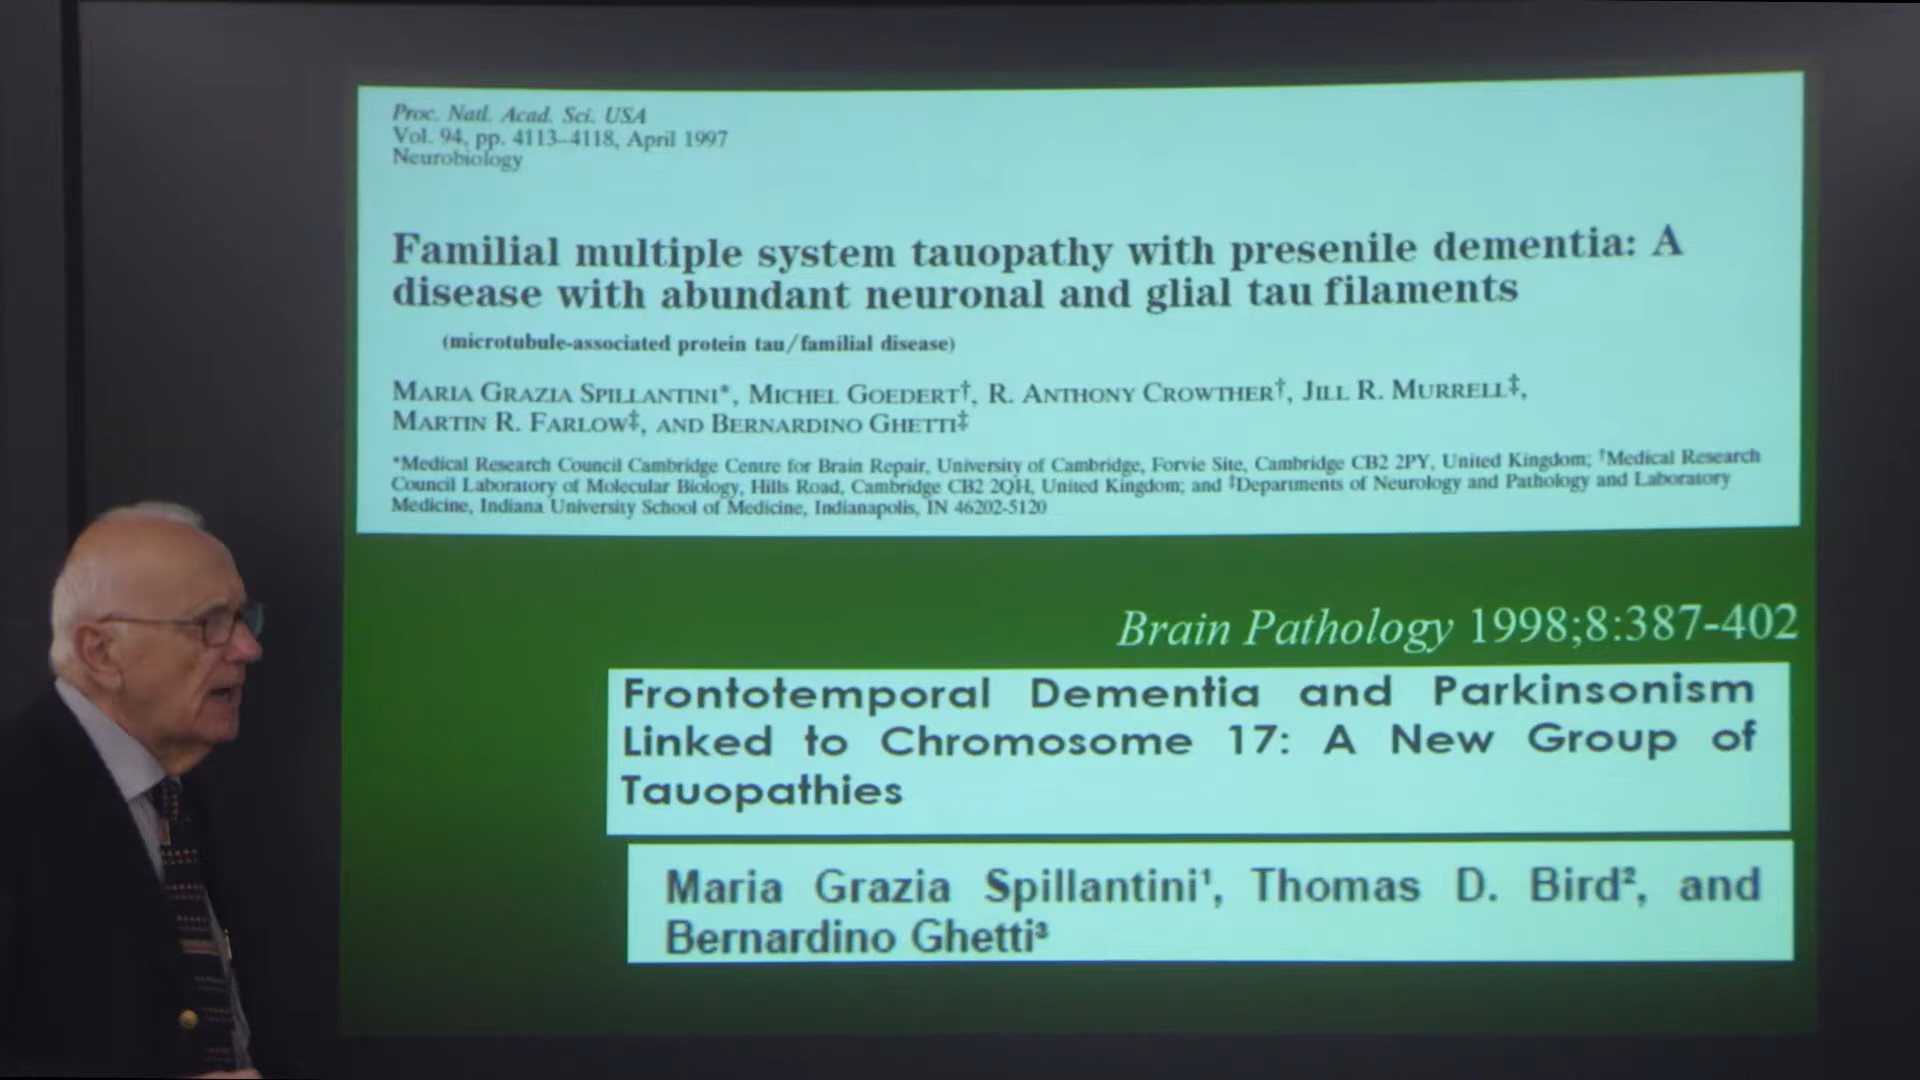 Proc. Natl. Acad. Sci. USA
Vol. 94, pp. 4113–4118, April 1997
Neurobiology
Familial multiple system tauopathy with presenile dementia: A
disease with abundant neuronal and glial tau filaments
(microtubule-associated protein tau/familial disease)
MARIA GRAZIA SPILLANTINI*, MICHEL GOEDERT†, R. ANTHONY CROWTHER†, JILL R. MURRELL‡,
MARTIN R. FARLOW‡, AND BERNARDINO GHETTI‡
*Medical Research Council Cambridge Centre for Brain Repair, University of Cambridge, Forvie Site, Cambridge CB2 2PY, United Kingdom; †Medical Research
Council Laboratory of Molecular Biology, Hills Road, Cambridge CB2 2QH, United Kingdom; and ‡Departments of Neurology and Pathology and Laboratory
Medicine, Indiana University School of Medicine, Indianapolis, IN 46202-5120
Brain Pathology 1998;8:387-402
Frontotemporal Dementia and Parkinsonism
Linked to Chromosome 17: A New Group of
Tauopathies
Maria Grazia Spillantini¹, Thomas D. Bird², and
Bernardino Ghetti³